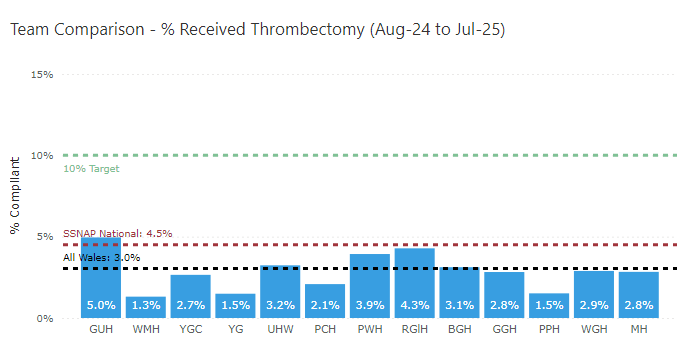 Team Comparison - % Received Thrombectomy (Aug-24 to Jul-25)
15%
10%
10% Target
% Compliant
5%
SSNAP National: 4.5%
All Wales: 3.0%
5.0% 1.3% 2.7% 1.5% 3.2% 2.1% 3.9% 4.3% 3.1% 2.8% 1.5% 2.9% 2.8%
0%
GUH WMH YGC YG UHW PCH PWH RGlH BGH GGH PPH WGH MH